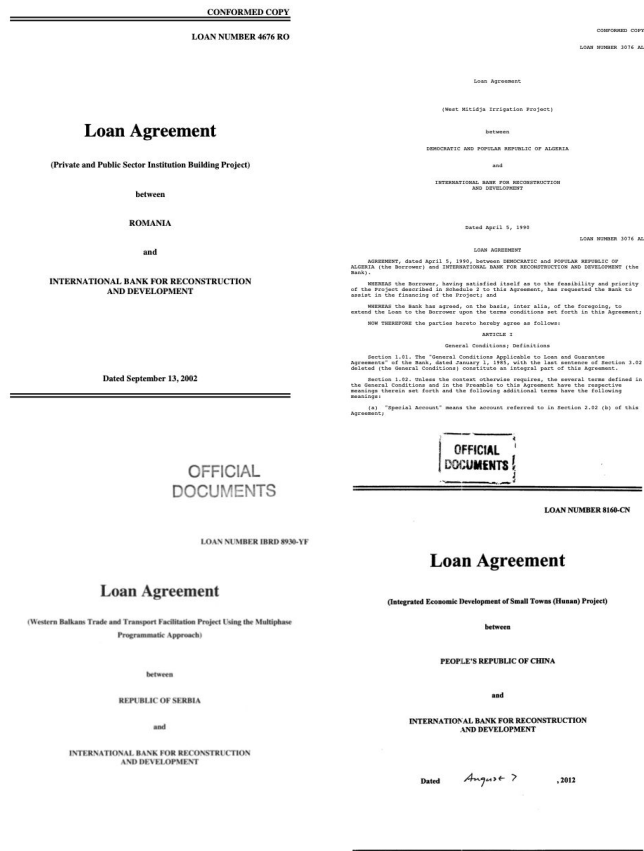 CONFORMED COPY
LOAN NUMBER 4676 RO
Loan Agreement
(Private and Public Sector Institution Building Project)
between
ROMANIA
and
INTERNATIONAL BANK FOR RECONSTRUCTION
AND DEVELOPMENT
Dated September 13, 2002
CONFORMED COPY
LOAN NUMBER 3076 AL
Loan Agreement
(West Mitidja Irrigation Project)
between
DEMOCRATIC AND POPULAR REPUBLIC OF ALGERIA
and
INTERNATIONAL BANK FOR RECONSTRUCTION
AND DEVELOPMENT
Dated April 5, 1990
LOAN NUMBER 3076 AL
LOAN AGREEMENT
AGREEMENT, dated April 5, 1990, between DEMOCRATIC and POPULAR REPUBLIC OF
ALGERIA (the Borrower) and INTERNATIONAL BANK FOR RECONSTRUCTION AND DEVELOPMENT (the
Bank).
WHEREAS the Borrower, having satisfied itself as to the feasibility and priority
of the Project described in Schedule 2 to this Agreement, has requested the Bank to
assist in the financing of the Project; and
WHEREAS the Bank has agreed, on the basis, inter alia, of the foregoing, to
extend the Loan to the Borrower upon the terms conditions set forth in this Agreement;
NOW THEREFORE the parties hereto hereby agree as follows:
ARTICLE I
General Conditions; Definitions
Section 1.01. The "General Conditions Applicable to Loan and Guarantee
Agreements" of the Bank, dated January 1, 1985, with the last sentence of Section 3.02
deleted (the General Conditions) constitute an integral part of this Agreement.
Section 1.02. Unless the context otherwise requires, the several terms defined in
the General Conditions and in the Preamble to this Agreement have the respective
meanings therein set forth and the following additional terms have the following
meanings:
(a) "Special Account" means the account referred to in Section 2.02 (b) of this
Agreement;
OFFICIAL
DOCUMENTS
LOAN NUMBER IBRD 8930-YF
Loan Agreement
(Western Balkans Trade and Transport Facilitation Project Using the Multiphase
Programmatic Approach)
between
REPUBLIC OF SERBIA
and
INTERNATIONAL BANK FOR RECONSTRUCTION
AND DEVELOPMENT
OFFICIAL
DOCUMENTS
LOAN NUMBER 8160-CN
Loan Agreement
(Integrated Economic Development of Small Towns (Hunan) Project)
between
PEOPLE'S REPUBLIC OF CHINA
and
INTERNATIONAL BANK FOR RECONSTRUCTION
AND DEVELOPMENT
Dated August 7, 2012